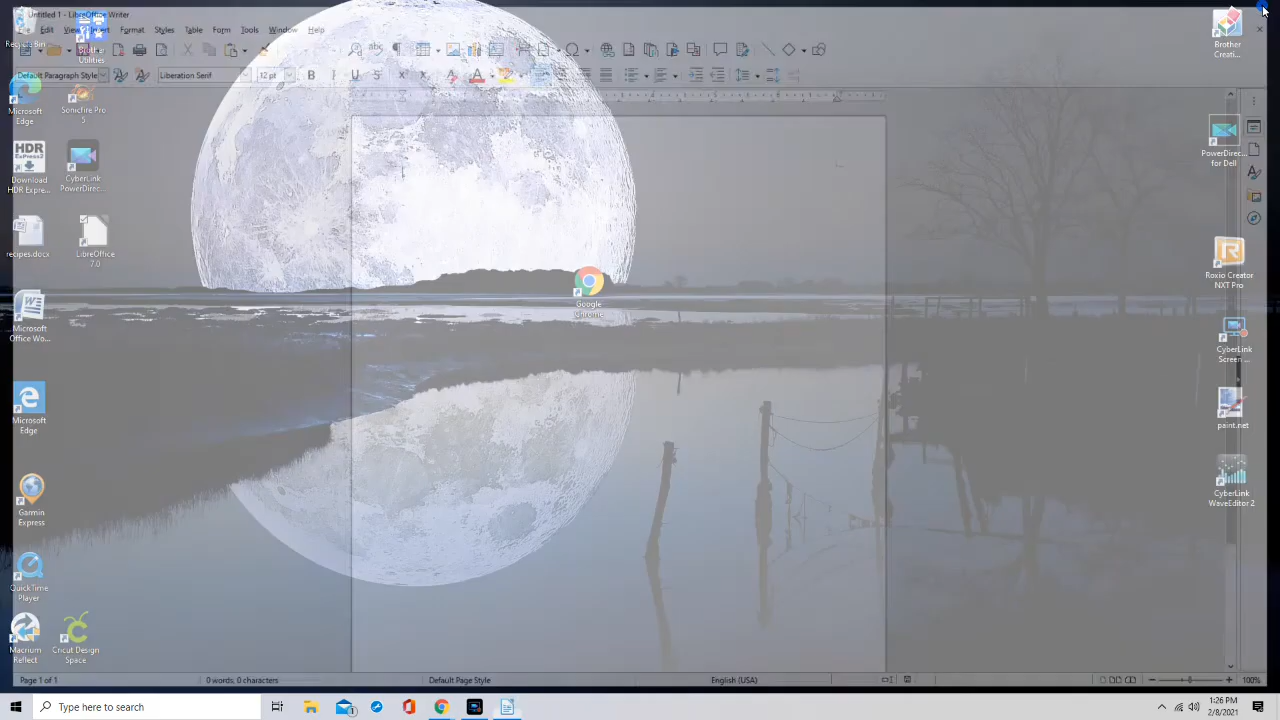 Untitled 1 - LibreOffice Writer
Edit View Insert Format Styles Table Form Tools Window Help
Default Paragraph Style
Liberation Serif
12 pt
Recycle Bin
Brother
Utilities
Microsoft
Edge
SonicFire Pro
5
Download
HDR Expre...
HDR
CyberLink
PowerDirec...
recipes.docx
LibreOffice
7.0
Microsoft
Office Wo...
Microsoft
Edge
Garmin
Express
QuickTime
Player
Macrium
Reflect
Cricut Design
Space
Google
Chrome
Brother
Creati...
PowerDirec...
for Dell
Roxio Creator
NXT Pro
CyberLink
Screen ...
paint.net
CyberLink
WaveEditor 2
Page 1 of 1
0 words, 0 characters
Default Page Style
English (USA)
100%
Type here to search
1:26 PM
2/8/2021